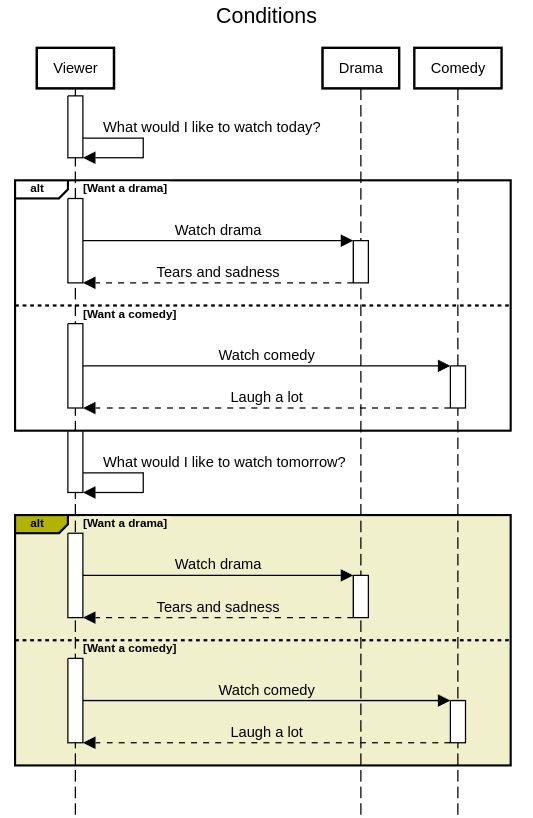 Conditions
Viewer Drama Comedy
What would I like to watch today?
alt [Want a drama]
Watch drama
Tears and sadness
[Want a comedy]
Watch comedy
Laugh a lot
What would I like to watch tomorrow?
alt [Want a drama]
Watch drama
Tears and sadness
[Want a comedy]
Watch comedy
Laugh a lot